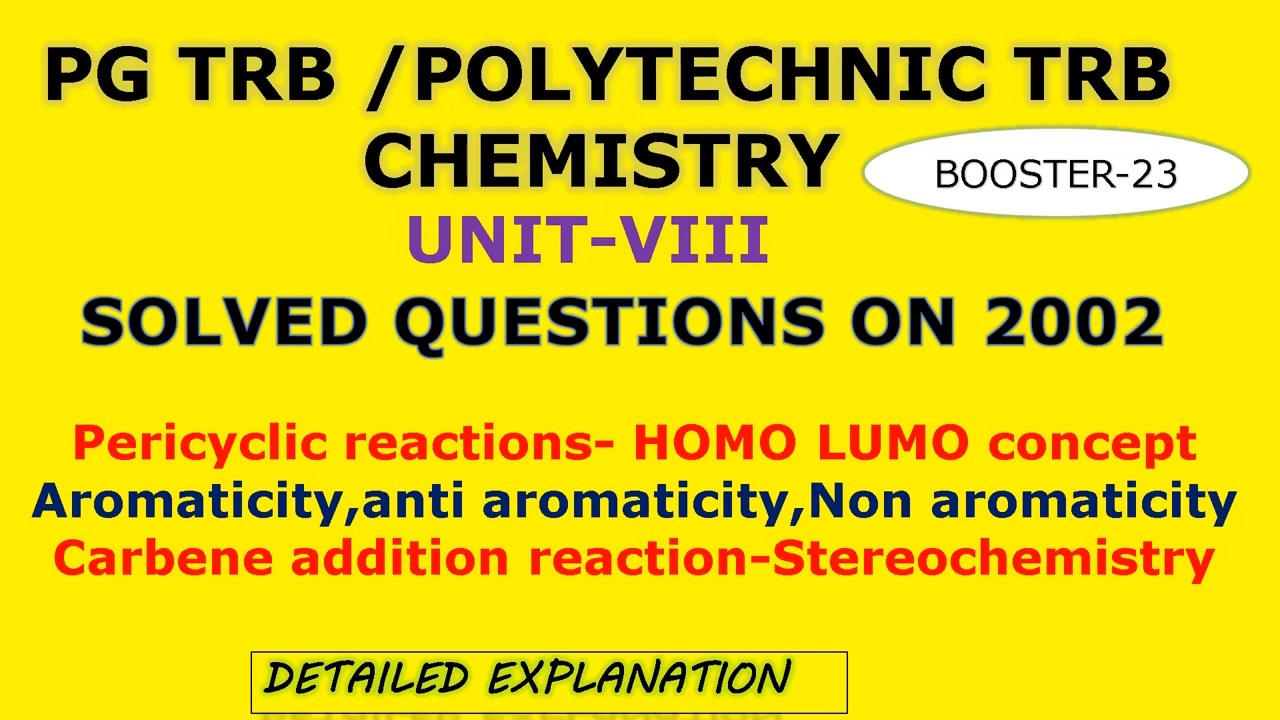 PG TRB /POLYTECHNIC TRB
CHEMISTRY
BOOSTER-23
UNIT-VIII
SOLVED QUESTIONS ON 2002
Pericyclic reactions- HOMO LUMO concept
Aromaticity,anti aromaticity,Non aromaticity
Carbene addition reaction-Stereochemistry
DETAILED EXPLANATION